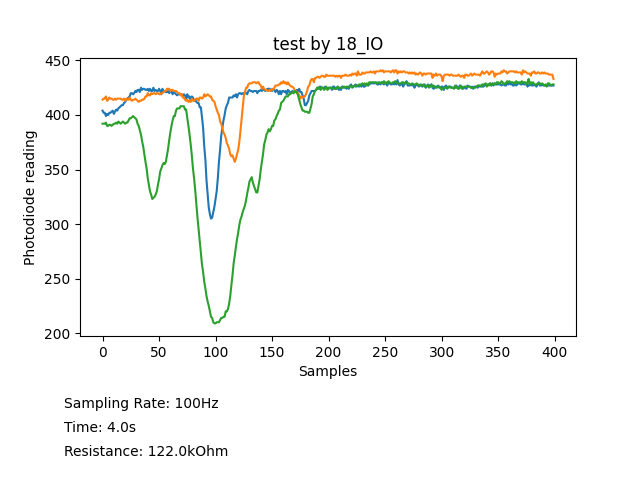 test by 18_IO
Photodiode reading
450
400
350
300
250
200
0 50 100 150 200 250 300 350 400
Samples
Sampling Rate: 100Hz
Time: 4.0s
Resistance: 122.0kOhm